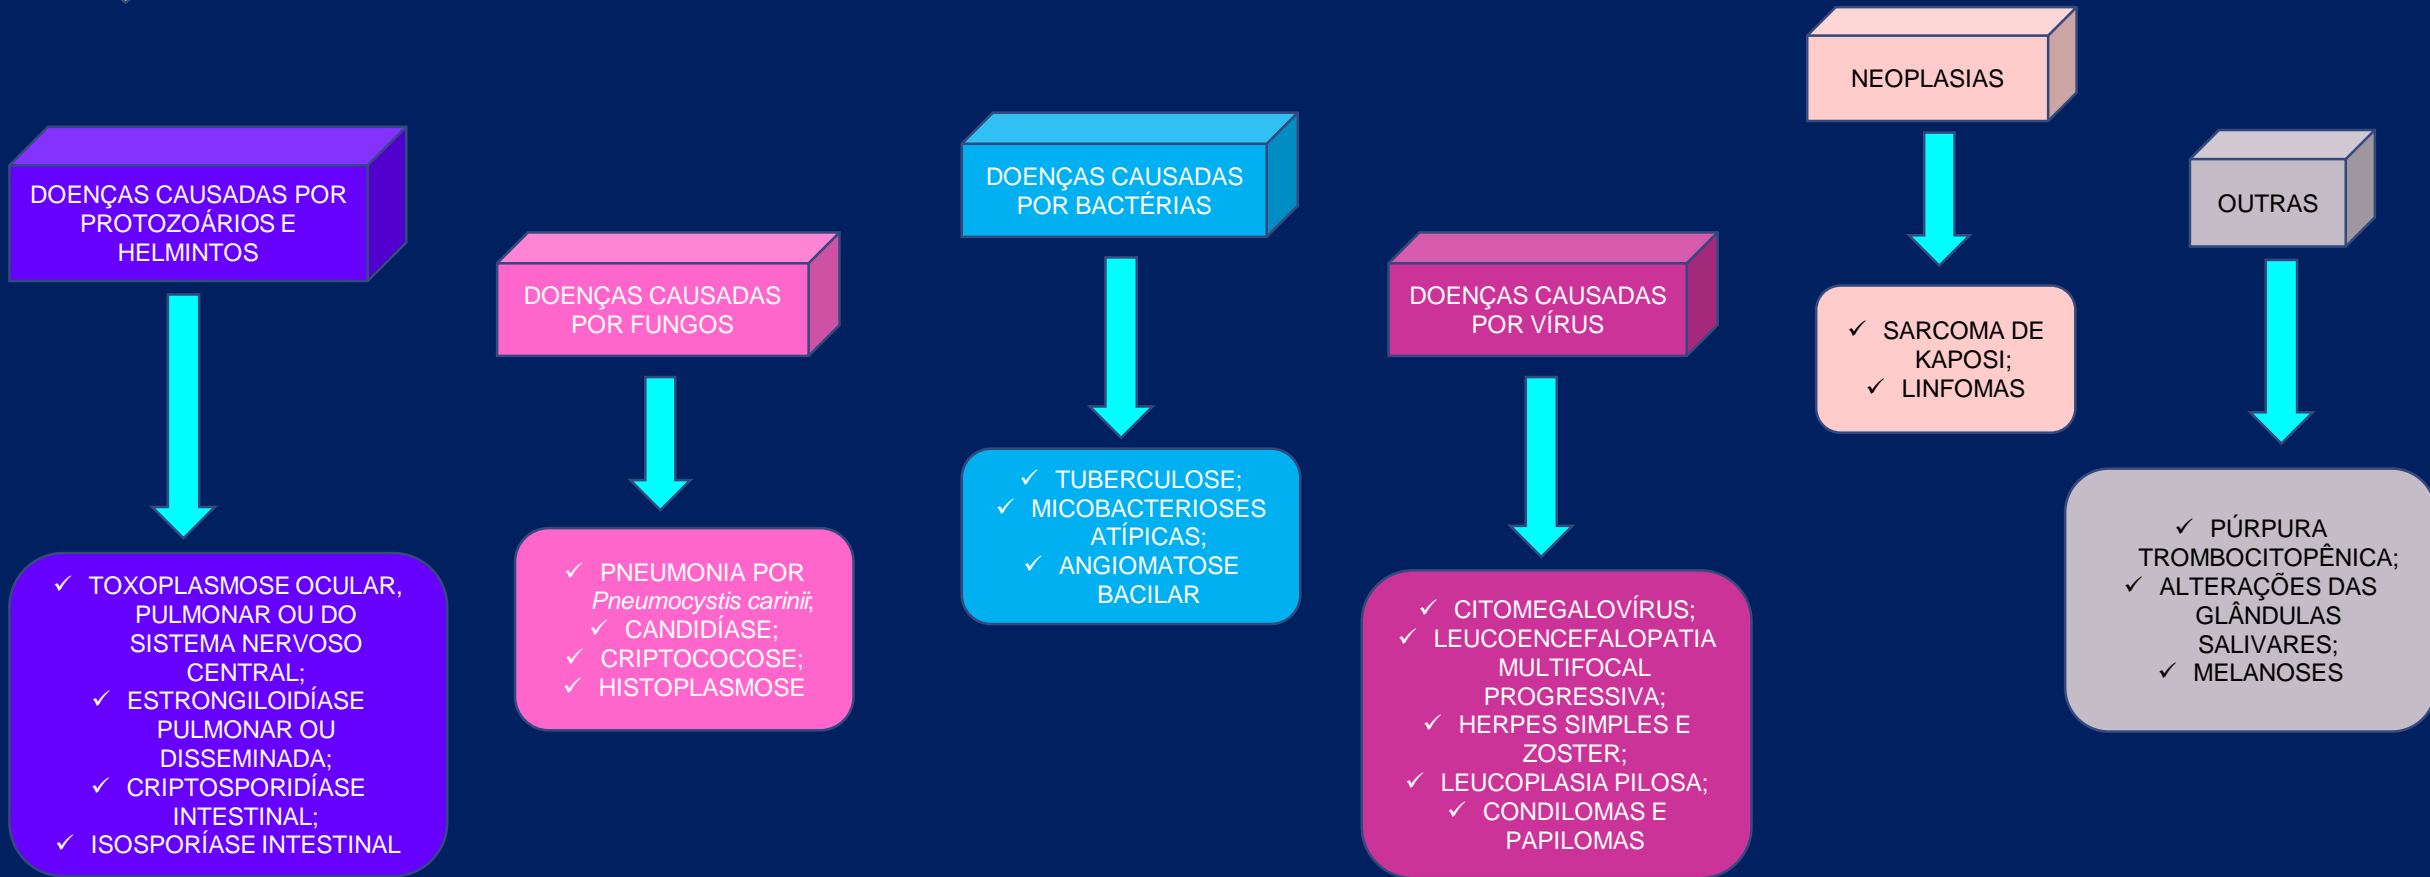 DOENÇAS CAUSADAS POR
PROTOZOÁRIOS E
HELMINTOS
✓ TOXOPLASMOSE OCULAR,
PULMONAR OU DO
SISTEMA NERVOSO
CENTRAL;
✓ ESTRONGILOIDÍASE
PULMONAR OU
DISSEMINADA;
✓ CRIPTOSPORIDÍASE
INTESTINAL;
✓ ISOSPORÍASE INTESTINAL
DOENÇAS CAUSADAS
POR FUNGOS
✓ PNEUMONIA POR
Pneumocystis carinii;
✓ CANDIDÍASE;
✓ CRIPTOCOCOSE;
✓ HISTOPLASMOSE
DOENÇAS CAUSADAS
POR BACTÉRIAS
✓ TUBERCULOSE;
✓ MICOBACTERIOSES
ATÍPICAS;
✓ ANGIOMATOSE
BACILAR
DOENÇAS CAUSADAS
POR VÍRUS
✓ CITOMEGALOVÍRUS;
✓ LEUCOENCEFALOPATIA
MULTIFOCAL
PROGRESSIVA;
✓ HERPES SIMPLES E
ZOSTER;
✓ LEUCOPLASIA PILOSA;
✓ CONDILOMAS E
PAPILOMAS
NEOPLASIAS
✓ SARCOMA DE
KAPOSI;
✓ LINFOMAS
OUTRAS
✓ PÚRPURA
TROMBOCITOPÊNICA;
✓ ALTERAÇÕES DAS
GLÂNDULAS
SALIVARES;
✓ MELANOSES